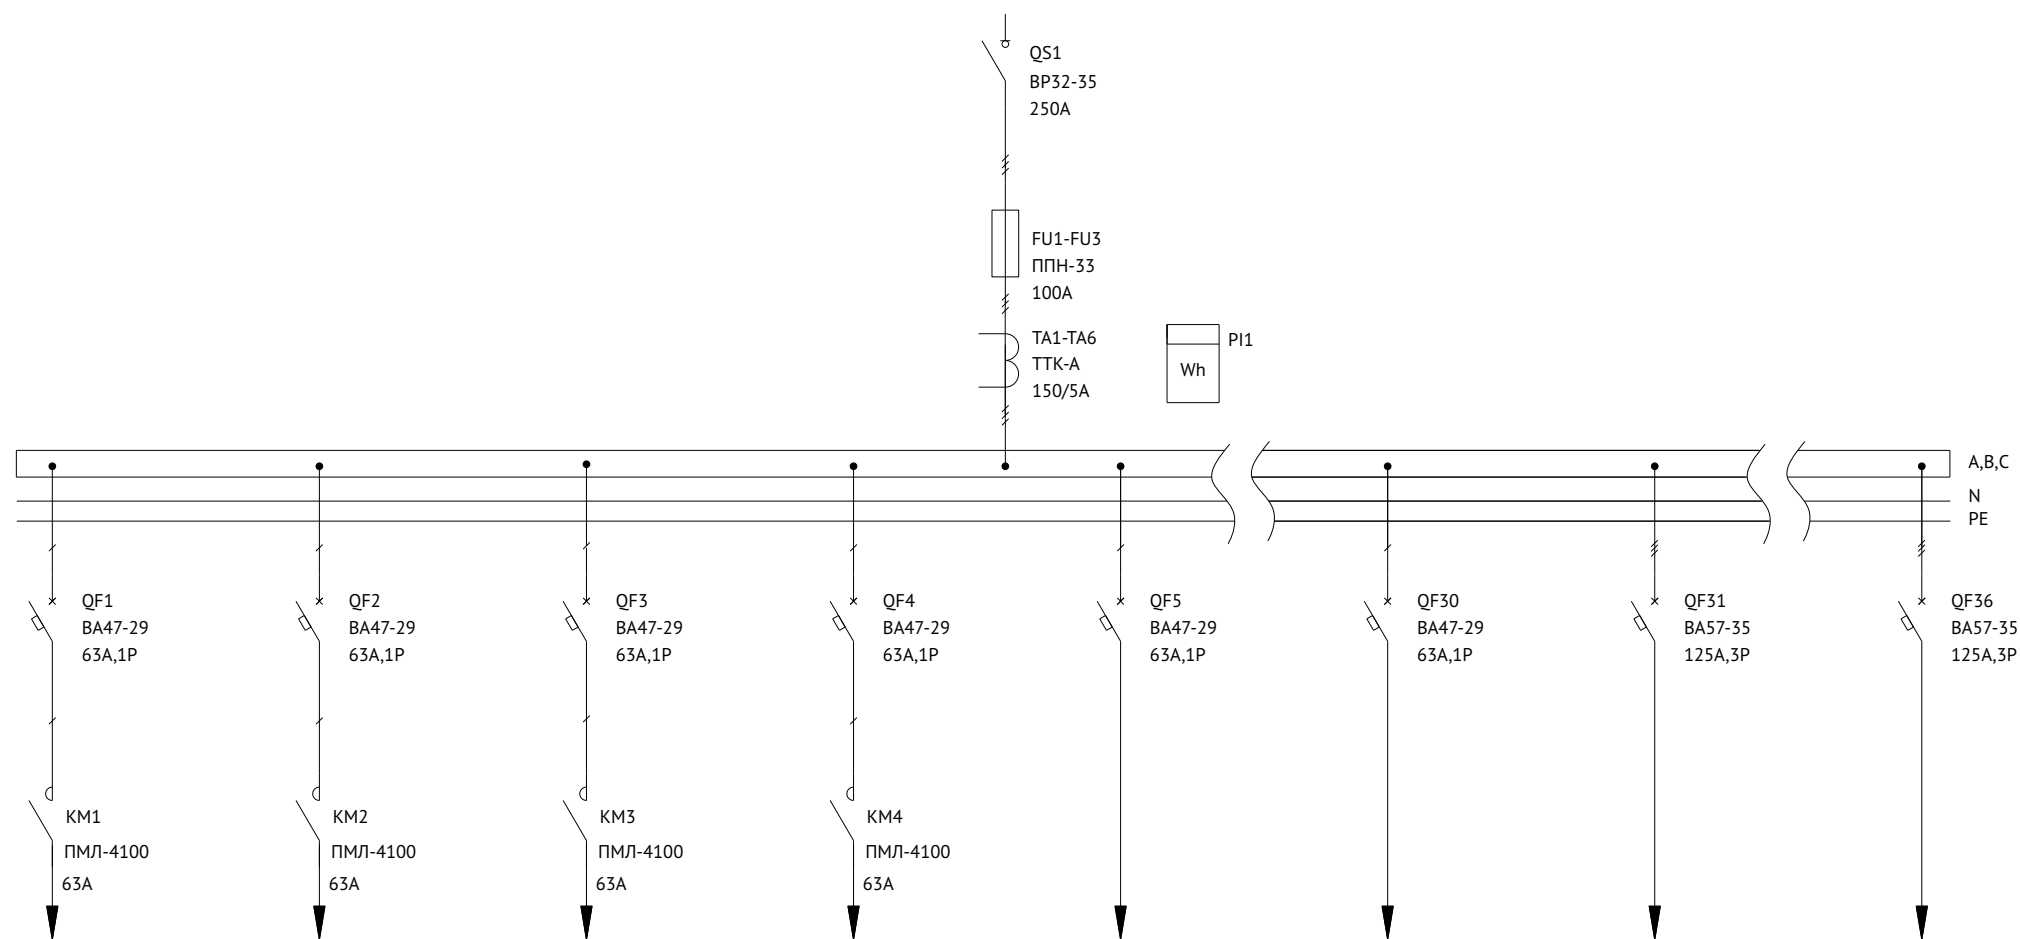 QS1
ВР32-35
250А
FU1-FU3
ППН-33
100А
ТА1-ТА6
ТТК-А
150/5А
PI1
Wh
А,В,С
N
PE
QF1
ВА47-29
63А,1Р
QF2
ВА47-29
63А,1Р
QF3
ВА47-29
63А,1Р
QF4
ВА47-29
63А,1Р
QF5
ВА47-29
63А,1Р
QF30
ВА47-29
63А,1Р
QF31
ВА57-35
125А,3Р
QF36
ВА57-35
125А,3Р
КМ1
ПМЛ-4100
63А
КМ2
ПМЛ-4100
63А
КМ3
ПМЛ-4100
63А
КМ4
ПМЛ-4100
63А